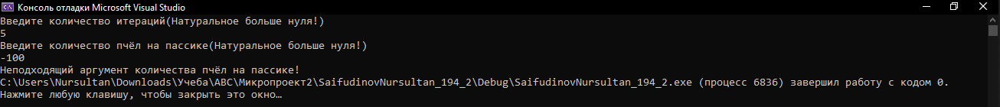 Консоль отладки Microsoft Visual Studio
Введите количество итераций(Натуральное больше нуля!)
5
Введите количество пчёл на пассике(Натуральное больше нуля!)
-100
Неподходящий аргумент количества пчёл на пассике!
C:\Users\Nursultan\Downloads\Учеба\АВС\Микропроект2\SaifudinovNursultan_194_2\Debug\SaifudinovNursultan_194_2.exe (процесс 6836) завершил работу с кодом 0.
Нажмите любую клавишу, чтобы закрыть это окно…